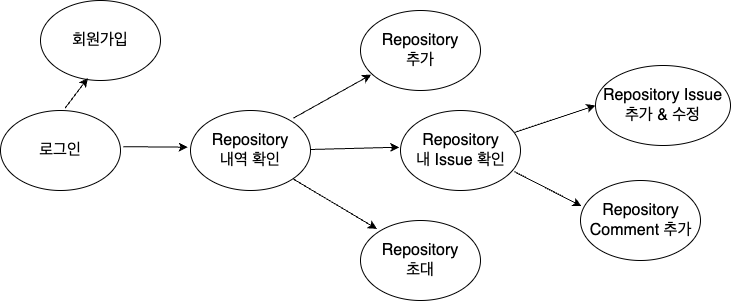 회원가입
로그인
Repository
내역 확인
Repository
추가
Repository
내 Issue 확인
Repository
초대
Repository Issue
추가 & 수정
Repository
Comment 추가